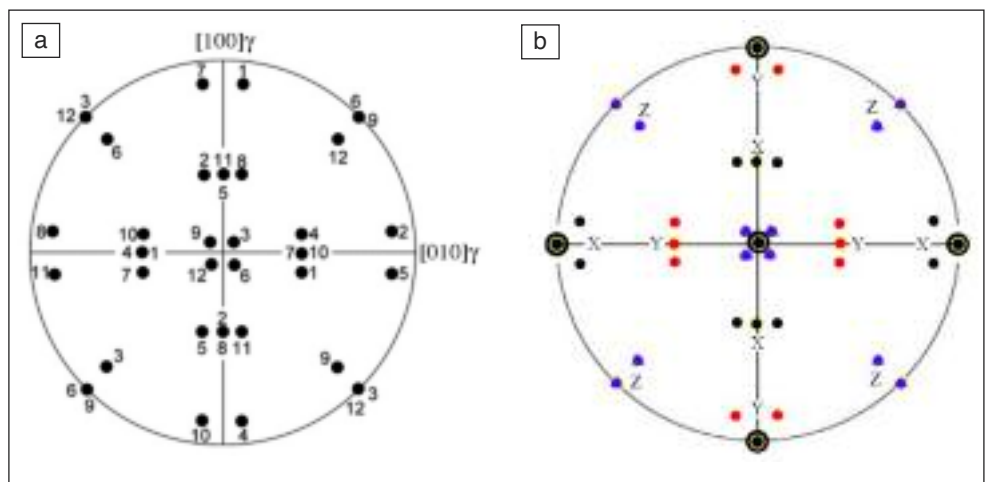 a
[100]γ
7 1
3 6
12 9
6 12
2 11 8
5
8 10 9 3 4 2
4 1 7 10 [010]γ
11 7 12 6 1 5
2
5 8 11
3 9
6 3
9 12
10 4
b
Y
Z Z
X
X Y Y X
X
Z Z
Y